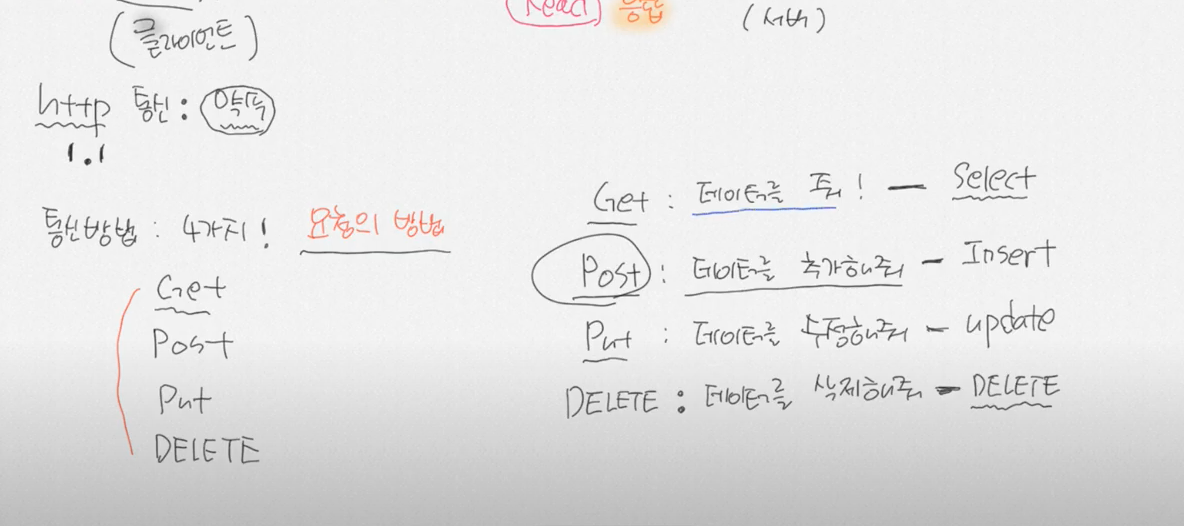 (클라이언트)
React 응답
(서버)
http 통신 : 약속
1.1
통신방법 : 4가지! 요청의 방법
Get
Post
Put
DELETE
Get : 데이터를 줘! - Select
Post : 데이터를 추가해줘 - Insert
Put : 데이터를 수정해줘 - update
DELETE : 데이터를 삭제해줘 - DELETE